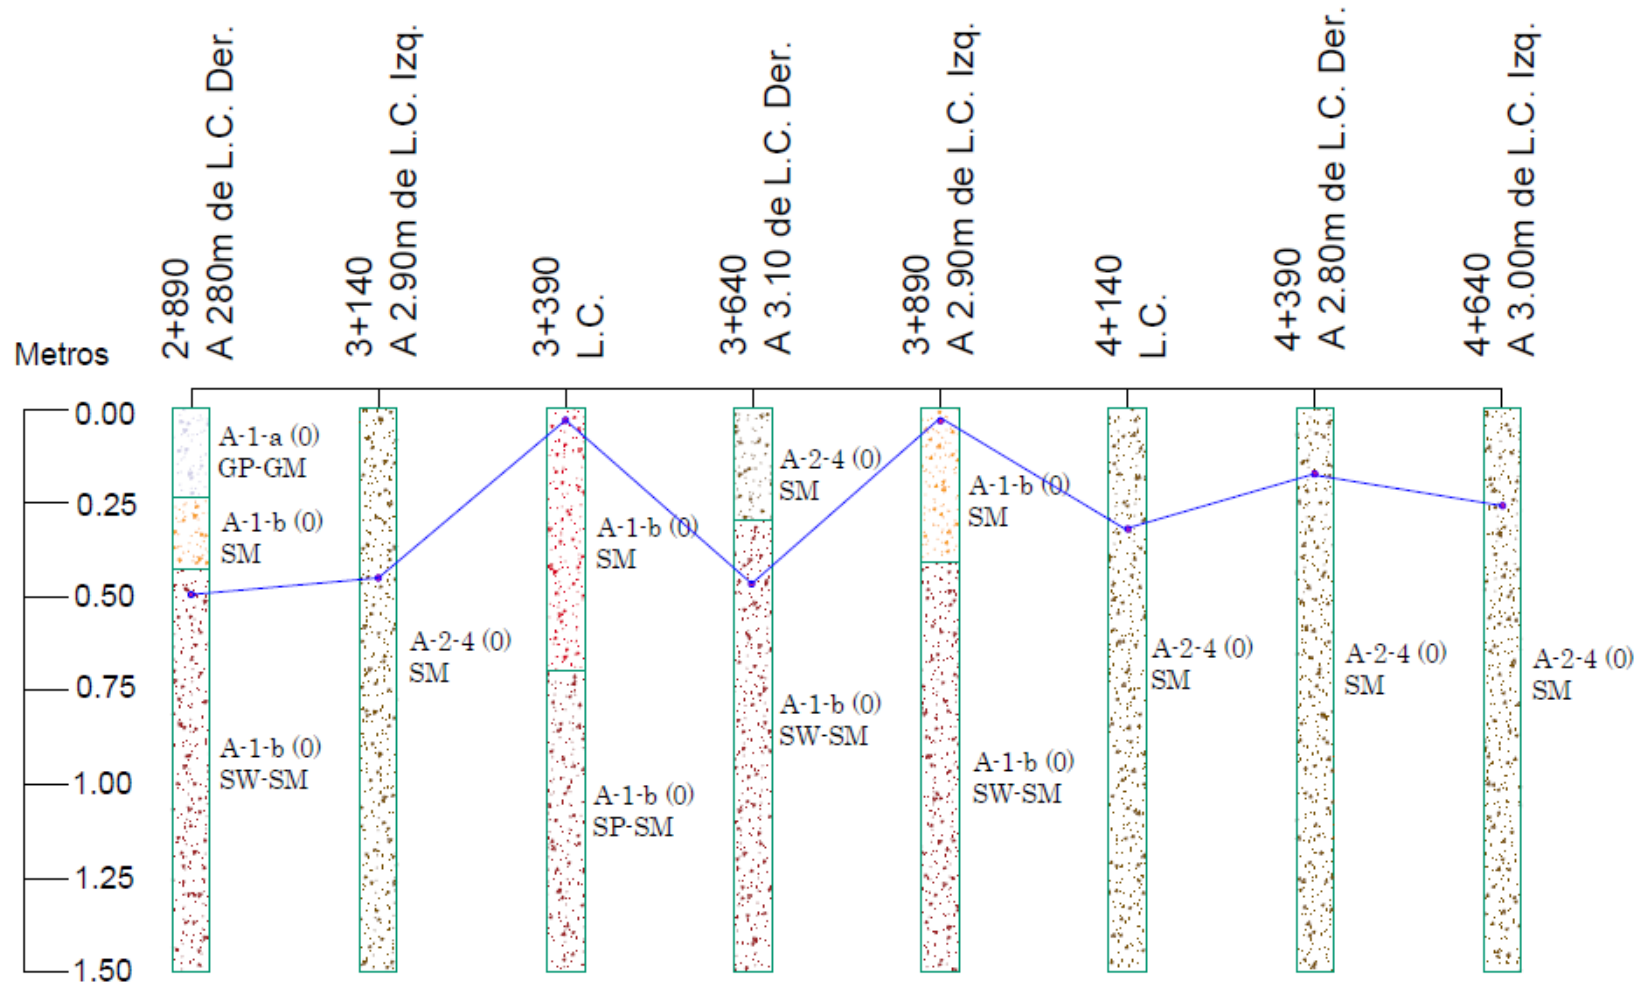 2+890
A 280m de L.C. Der.
3+140
A 2.90m de L.C. Izq.
3+390
L.C.
3+640
A 3.10 de L.C. Der.
3+890
A 2.90m de L.C. Izq.
4+140
L.C.
4+390
A 2.80m de L.C. Der.
4+640
A 3.00m de L.C. Izq.
Metros
0.00
0.25
0.50
0.75
1.00
1.25
1.50
A-1-a (0)
GP-GM
A-1-b (0)
SM
A-1-b (0)
SW-SM
A-2-4 (0)
SM
A-1-b (0)
SM
A-1-b (0)
SP-SM
A-2-4 (0)
SM
A-1-b (0)
SW-SM
A-1-b (0)
SM
A-1-b (0)
SW-SM
A-2-4 (0)
SM
A-2-4 (0)
SM
A-2-4 (0)
SM